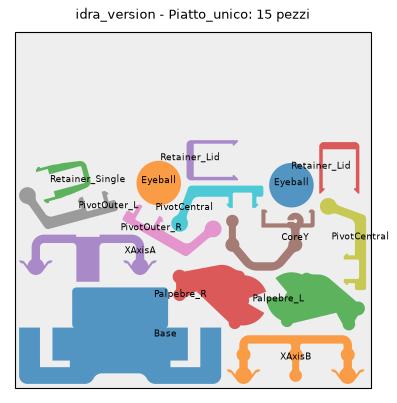 idra_version - Piatto_unico: 15 pezzi
Retainer_Lid
Retainer_Lid
Retainer_Single
Eyeball
Eyeball
PivotOuter_L
PivotCentral
PivotOuter_R
CoreY
PivotCentral
XAxisA
Palpebre_R
Palpebre_L
Base
XAxisB